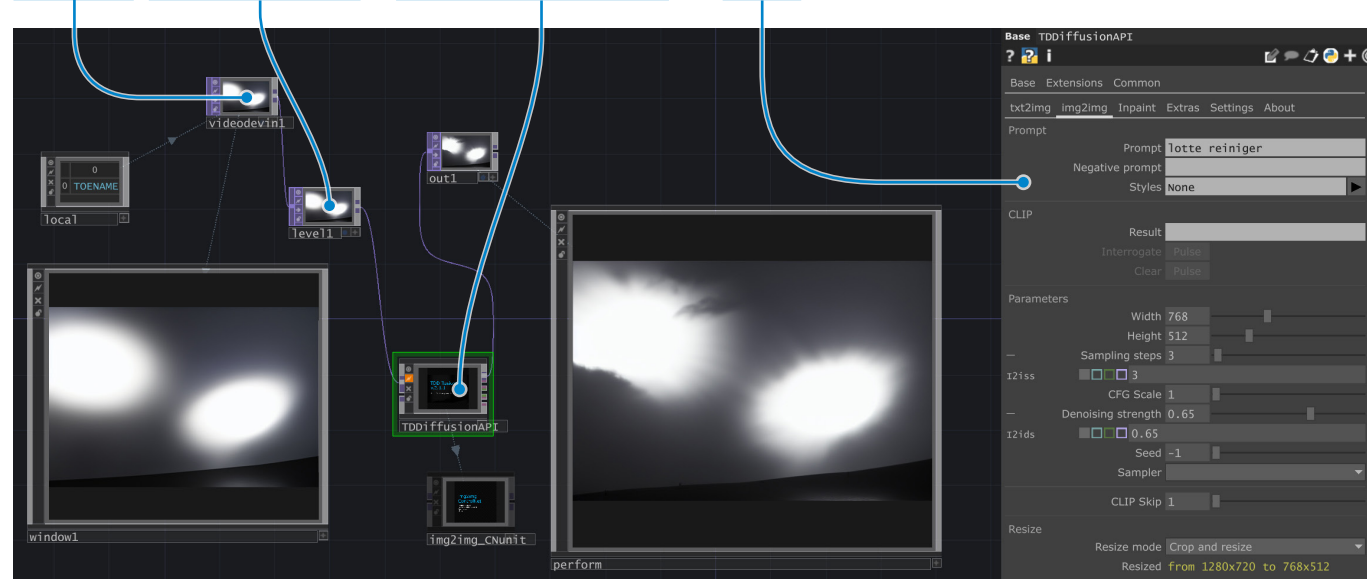 videodevin1
0
0 TOENAME
local
level1
out1
TDDiffusionAPI
img2img_CNunit
window1
perform
Base TDDiffusionAPI
? ? i
Base Extensions Common
txt2img img2img Inpaint Extras Settings About
Prompt
Prompt lotte reiniger
Negative prompt
Styles None
CLIP
Result
Interrogate Pulse
Clear Pulse
Parameters
Width 768
Height 512
Sampling steps 3
I2iss 3
CFG Scale 1
Denoising strength 0.65
I2ids 0.65
Seed -1
Sampler
CLIP Skip 1
Resize
Resize mode Crop and resize
Resized from 1280x720 to 768x512